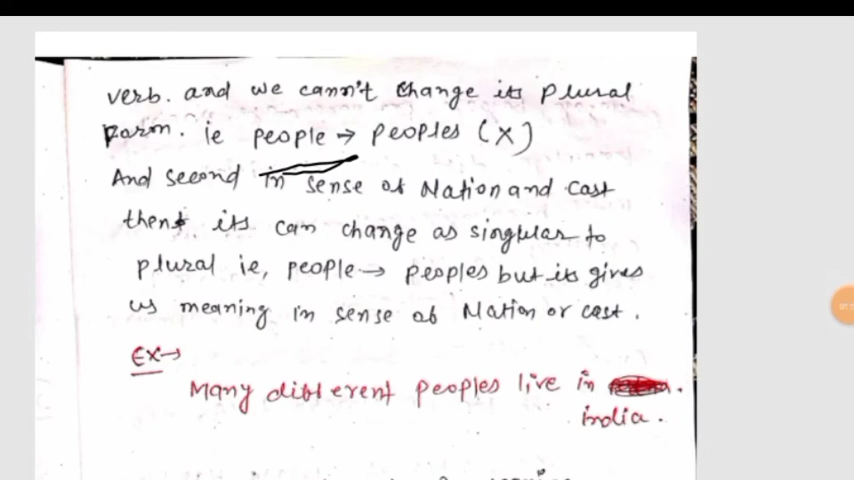 verb. and we cann't change its plural
Form. ie people → peoples (X)
And second in sense of Nation and cast
then its can change as singular to
plural ie, people → peoples but it gives
us meaning in sense of Nation or cast.
Ex→
Many different peoples live in
india.